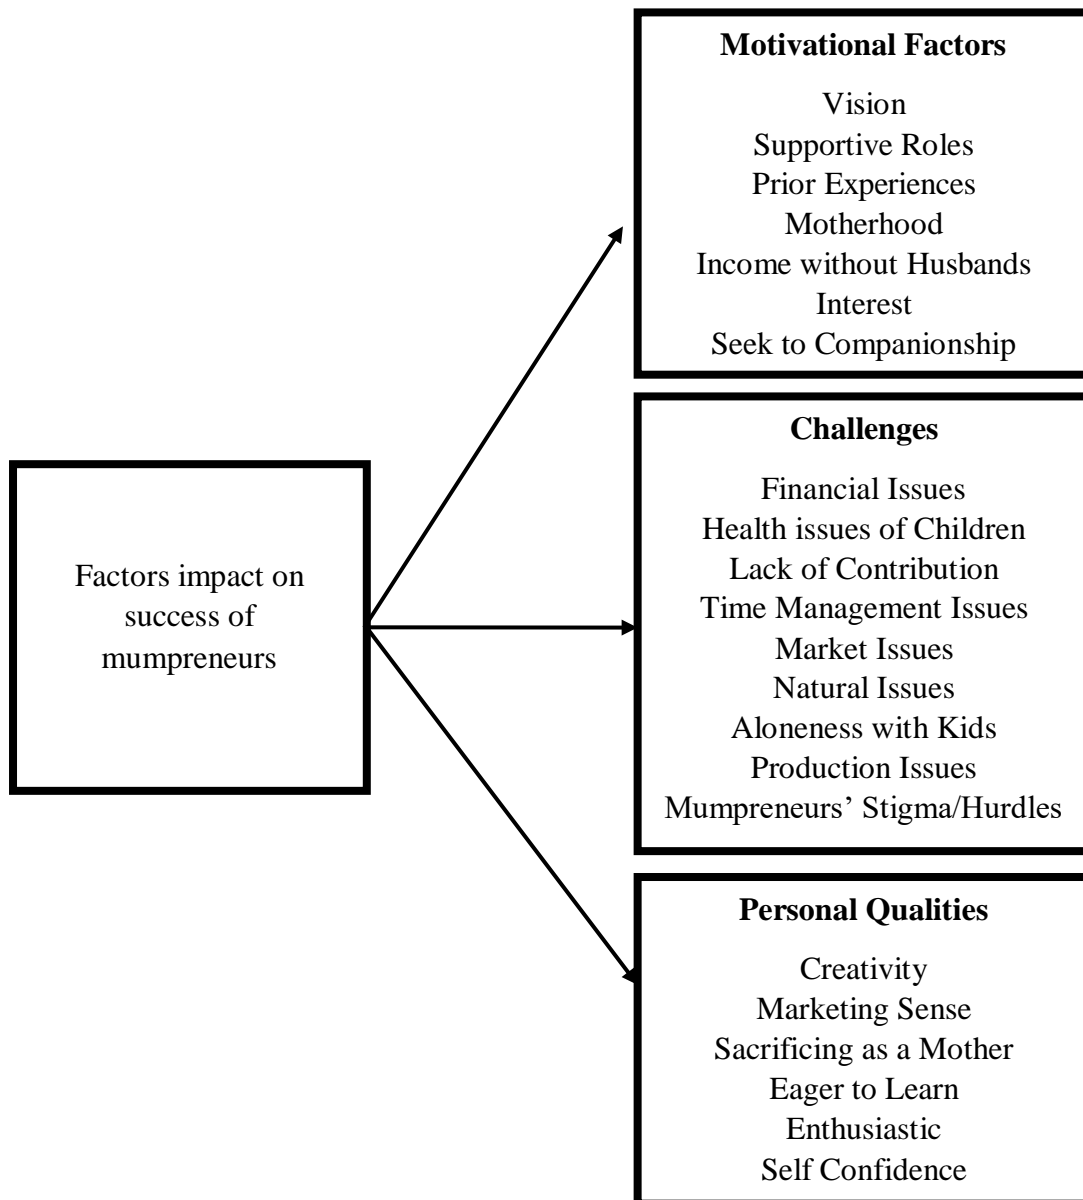 Motivational Factors
Vision
Supportive Roles
Prior Experiences
Motherhood
Income without Husbands
Interest
Seek to Companionship
Factors impact on
success of
mumpreneurs
Challenges
Financial Issues
Health issues of Children
Lack of Contribution
Time Management Issues
Market Issues
Natural Issues
Aloneness with Kids
Production Issues
Mumpreneurs’ Stigma/Hurdles
Personal Qualities
Creativity
Marketing Sense
Sacrificing as a Mother
Eager to Learn
Enthusiastic
Self Confidence